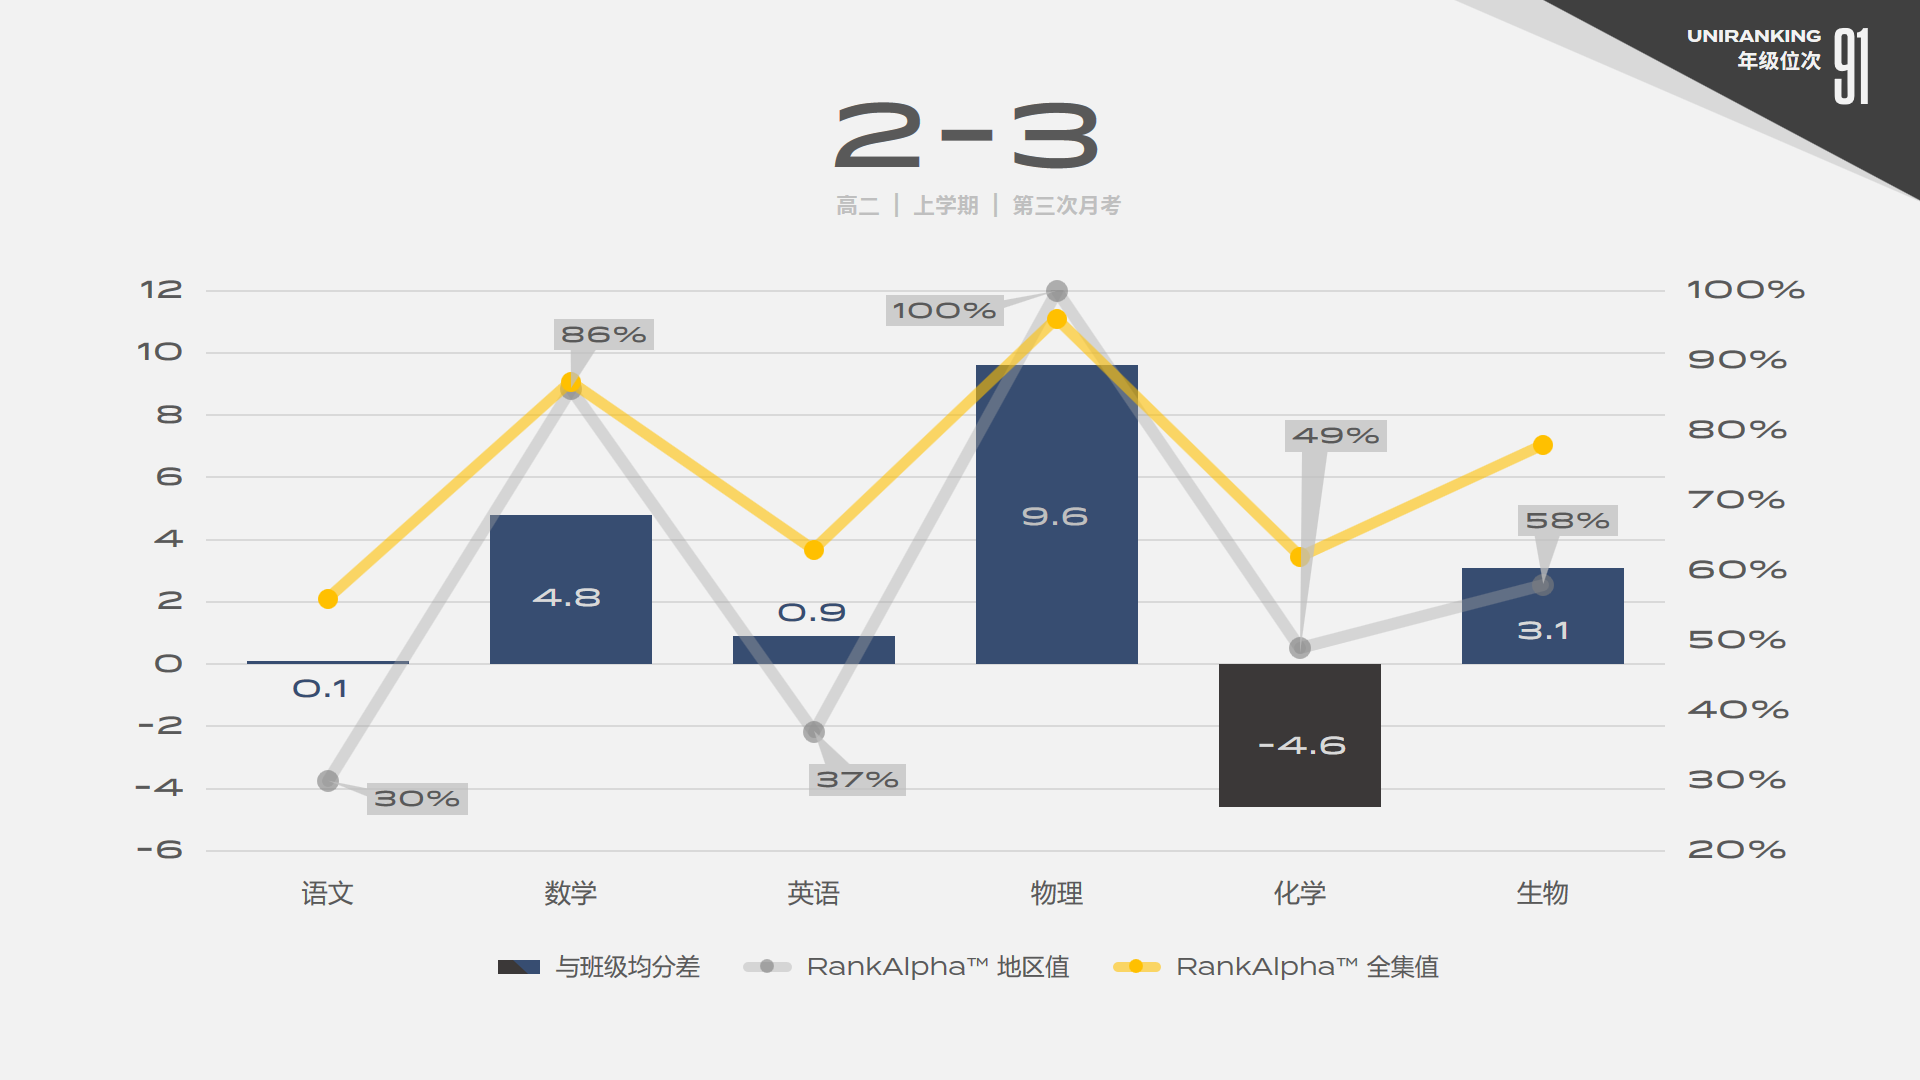 UNIRANKING
年级位次
91
2-3
高二 | 上学期 | 第三次月考
12
10
8
6
4
2
0
-2
-4
-6
100%
90%
80%
70%
60%
50%
40%
30%
20%
86%
100%
49%
58%
30%
37%
0.1
4.8
0.9
9.6
-4.6
3.1
语文
数学
英语
物理
化学
生物
与班级均分差
RankAlpha™ 地区值
RankAlpha™ 全集值